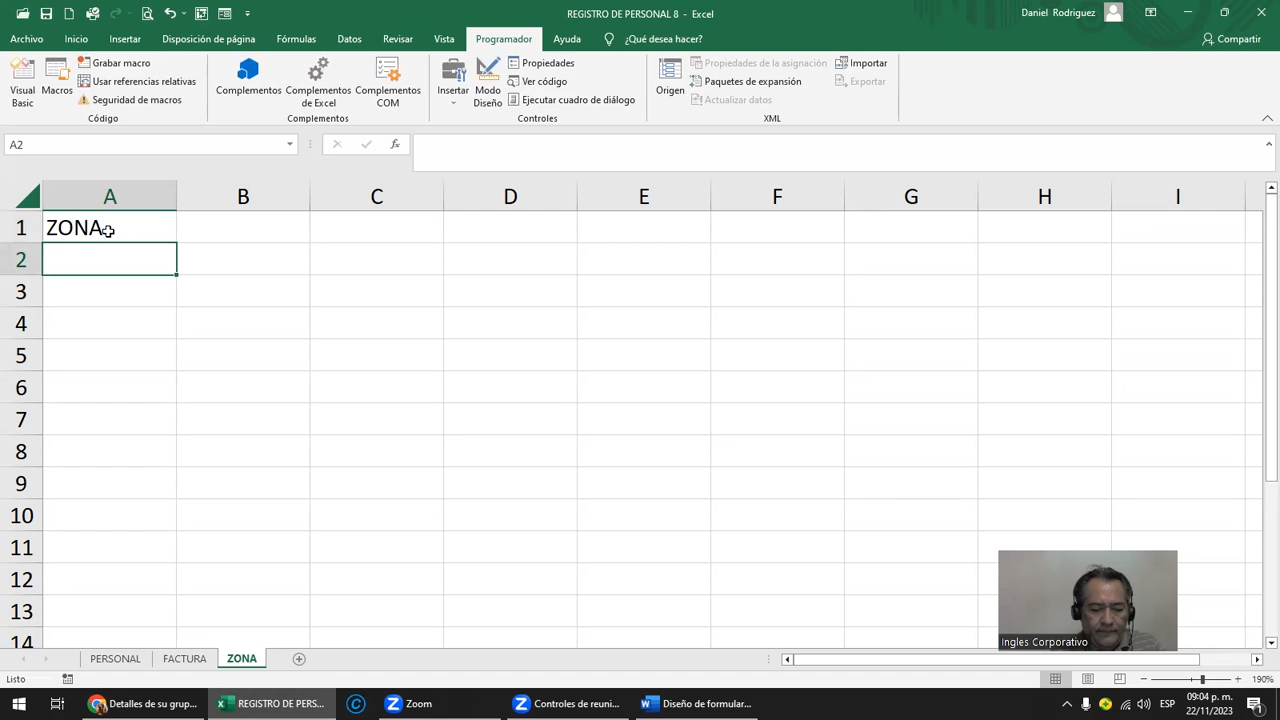 REGISTRO DE PERSONAL 8 - Excel
Daniel Rodriguez
Archivo Inicio Insertar Disposición de página Fórmulas Datos Revisar Vista Programador Ayuda ¿Qué desea hacer? Compartir
Visual Basic
Macros
Grabar macro
Usar referencias relativas
Seguridad de macros
Código
Complementos
Complementos de Excel
Complementos COM
Complementos
Insertar
Modo Diseño
Propiedades
Ver código
Ejecutar cuadro de diálogo
Controles
Origen
Propiedades de la asignación
Paquetes de expansión
Actualizar datos
Importar
Exportar
XML
A2
fx
A B C D E F G H I
1 ZONA
2
3
4
5
6
7
8
9
10
11
12
13
14
Ingles Corporativo
PERSONAL FACTURA ZONA
Listo
190%
Detalles de su grup...
REGISTRO DE PERS...
Zoom
Controles de reuni...
Diseño de formular...
ESP
09:04 p. m.
22/11/2023